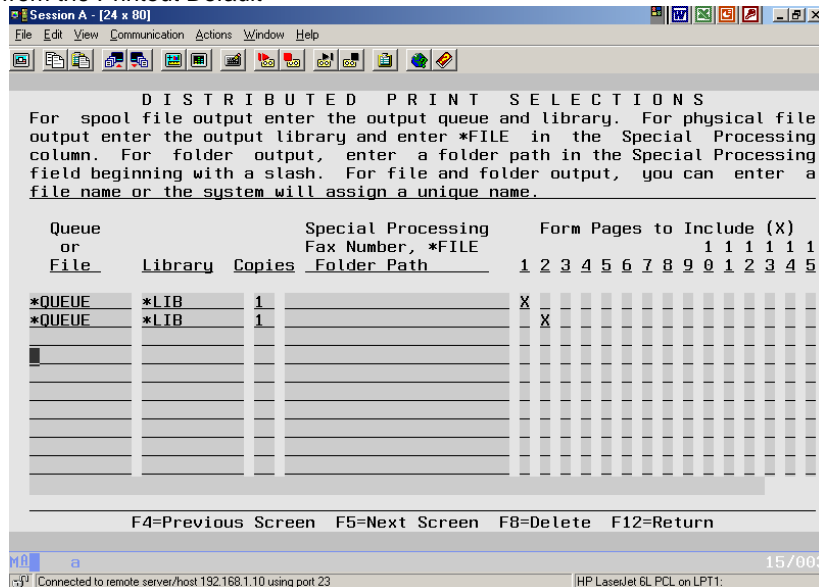 from the Printout Default
Session A - [24 x 80]
File Edit View Communication Actions Window Help
D I S T R I B U T E D P R I N T S E L E C T I O N S
For spool file output enter the output queue and library. For physical file
output enter the output library and enter *FILE in the Special Processing
column. For folder output, enter a folder path in the Special Processing
field beginning with a slash. For file and folder output, you can enter a
file name or the system will assign a unique name.
Queue Special Processing Form Pages to Include (X)
or Fax Number, *FILE 1 1 1 1 1 1
File Library Copies Folder Path 1 2 3 4 5 6 7 8 9 0 1 2 3 4 5
*QUEUE *LIB 1 X
*QUEUE *LIB 1 X
F4=Previous Screen F5=Next Screen F8=Delete F12=Return
MA a 15/003
Connected to remote server/host 192.168.1.10 using port 23 HP LaserJet 6L PCL on LPT1: